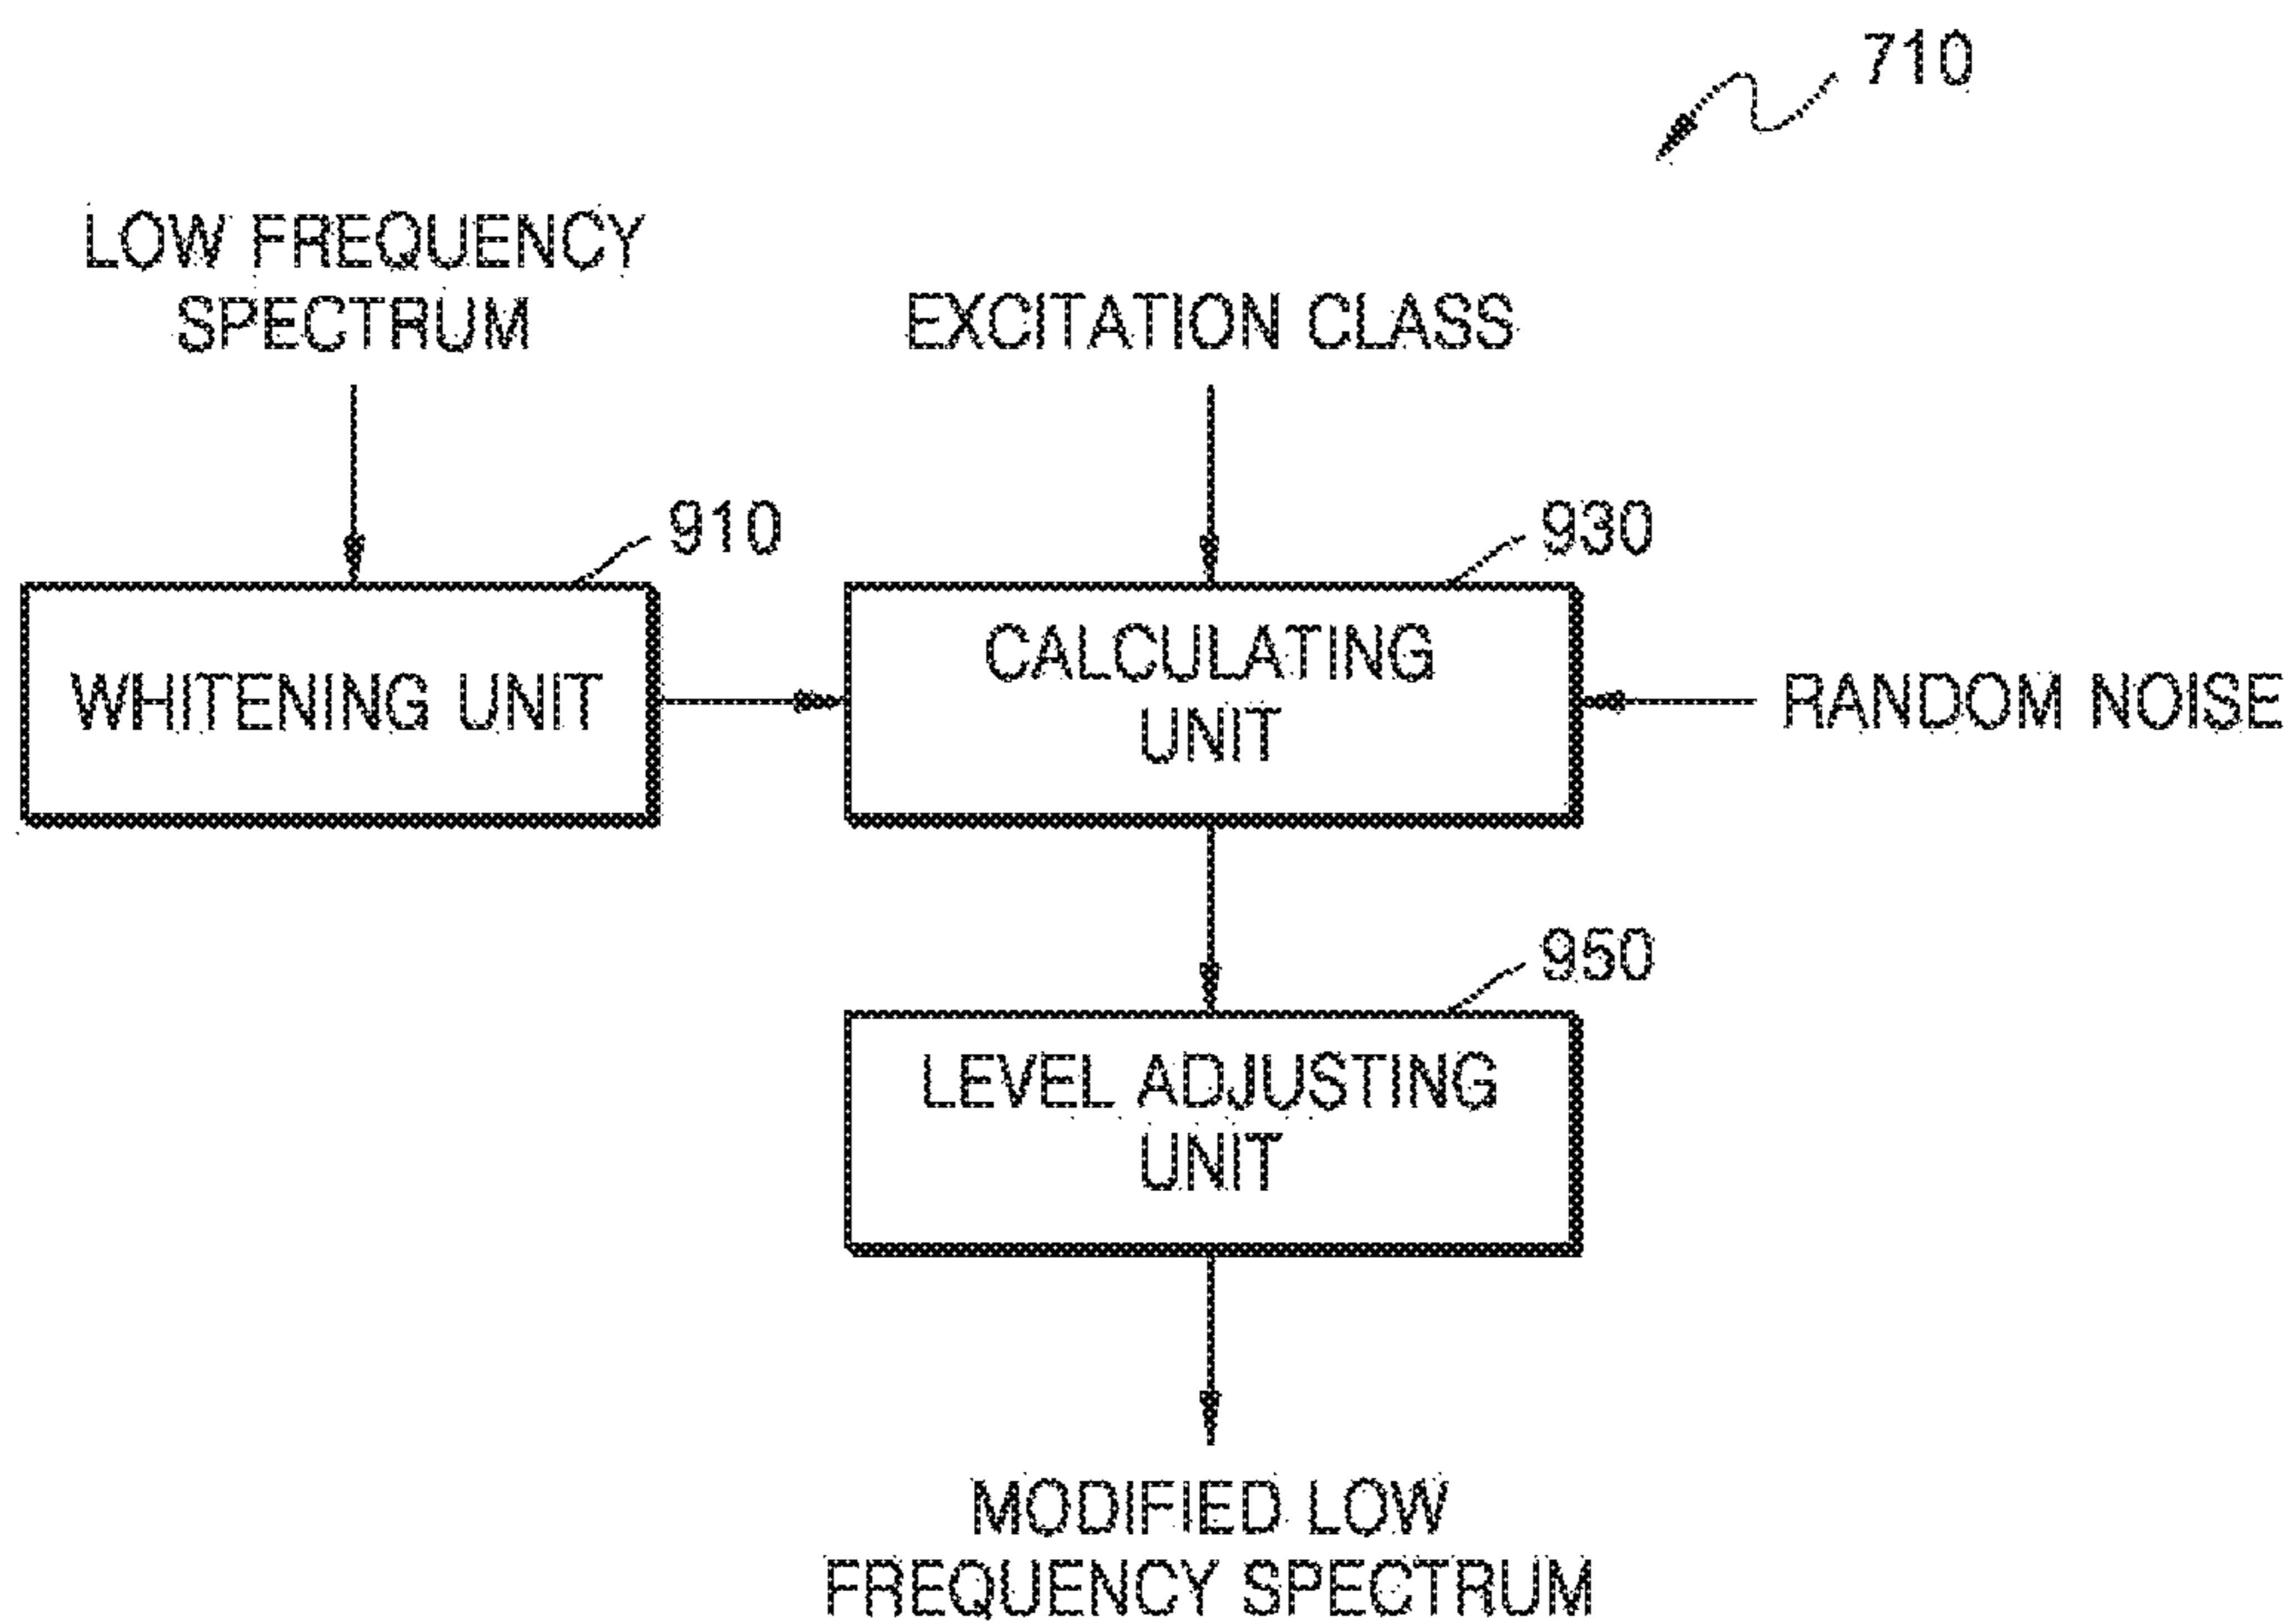 710
LOW FREQUENCY
SPECTRUM
EXCITATION CLASS
910
930
WHITENING UNIT
CALCULATING
UNIT
RANDOM NOISE
950
LEVEL ADJUSTING
UNIT
MODIFIED LOW
FREQUENCY SPECTRUM